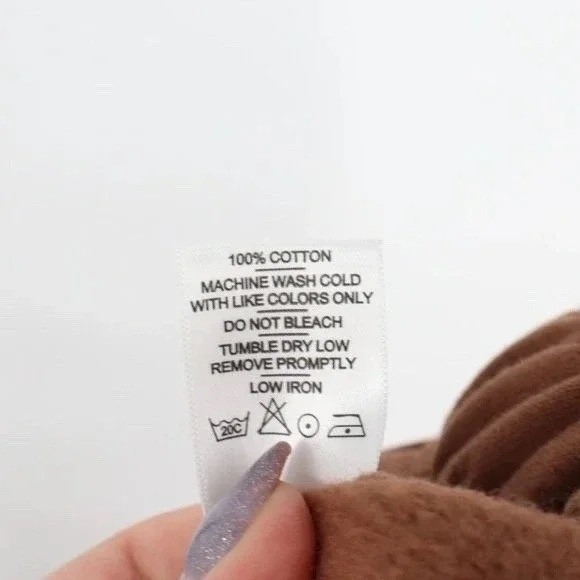 100% COTTON
MACHINE WASH COLD
WITH LIKE COLORS ONLY
DO NOT BLEACH
TUMBLE DRY LOW
REMOVE PROMPTLY
LOW IRON
20C